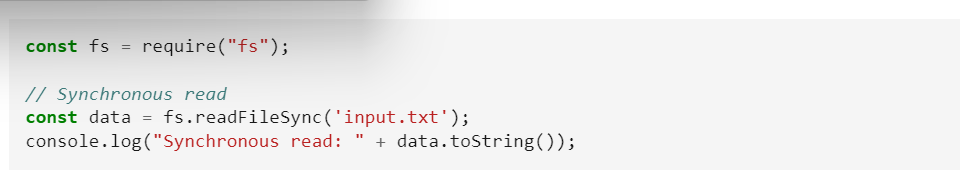 const fs = require("fs");
// Synchronous read
const data = fs.readFileSync('input.txt');
console.log("Synchronous read: " + data.toString());